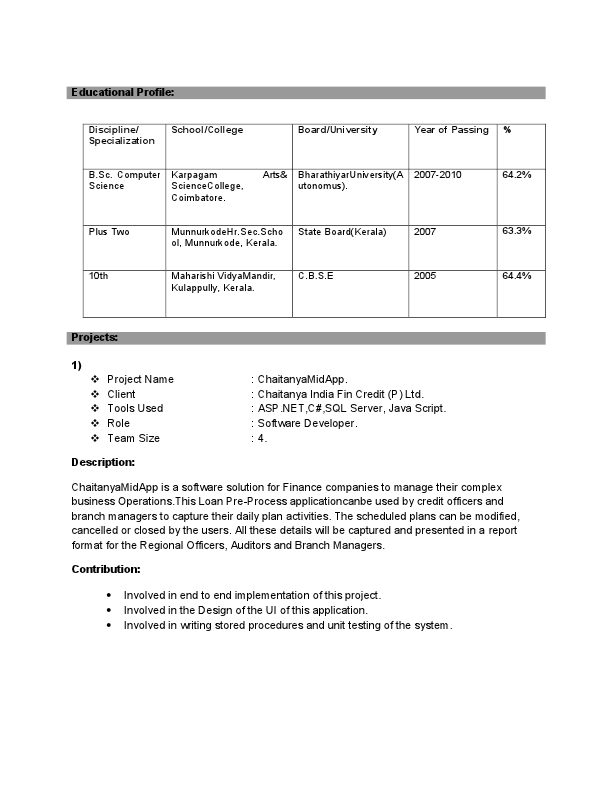 Educational Profile:
Discipline/ School/College Board/University Year of Passing %
Specialization
B.Sc. Computer Karpagam Arts& BharathiyarUniversity(A 2007-2010 64.2%
Science ScienceCollege, utonomus).
Coimbatore.
Plus Two MunnurkodeHr.Sec.Scho State Board(Kerala) 2007 63.3%
ol, Munnurkode, Kerala.
10th Maharishi VidyaMandir, C.B.S.E 2005 64.4%
Kulappully, Kerala.
Projects:
1)
❖ Project Name : ChaitanyaMidApp.
❖ Client : Chaitanya India Fin Credit (P) Ltd.
❖ Tools Used : ASP.NET,C#,SQL Server, Java Script.
❖ Role : Software Developer.
❖ Team Size : 4.
Description:
ChaitanyaMidApp is a software solution for Finance companies to manage their complex
business Operations.This Loan Pre-Process applicationcanbe used by credit officers and
branch managers to capture their daily plan activities. The scheduled plans can be modified,
cancelled or closed by the users. All these details will be captured and presented in a report
format for the Regional Officers, Auditors and Branch Managers.
Contribution:
• Involved in end to end implementation of this project.
• Involved in the Design of the UI of this application.
• Involved in writing stored procedures and unit testing of the system.